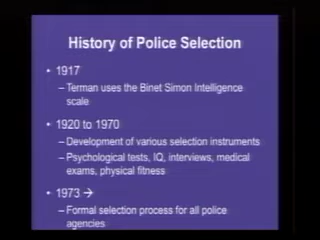 History of Police Selection
• 1917
– Terman uses the Binet Simon Intelligence
scale
• 1920 to 1970
– Development of various selection instruments
– Psychological tests, IQ, interviews, medical
exams, physical fitness
• 1973 →
– Formal selection process for all police
agencies